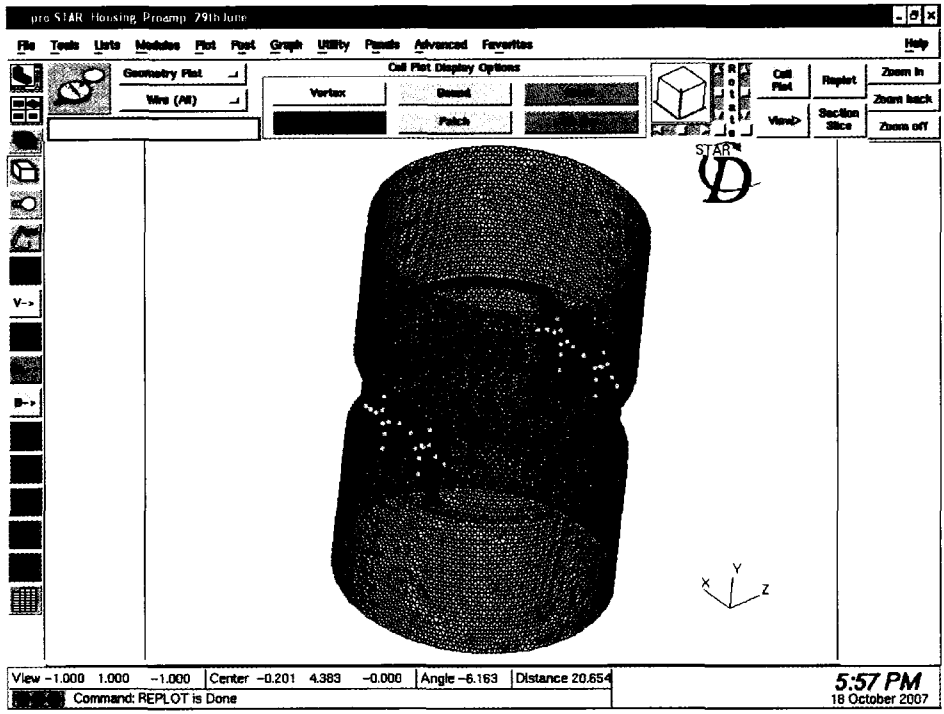 pro STAR Housing Proamp 29th June
File Tools Lists Modules Plot Post Graph Utility Panels Advanced Favorites Help
Geometry Plot
Wire (All)
Cell Plot Display Options
Vertex
Patch
Rotate
Cell Plot
View>
Replot
Section Slice
Zoom In
Zoom back
Zoom off
STAR
CD
V->
B->
Y
X
Z
View -1.000 1.000 -1.000 Center -0.201 4.383 -0.000 Angle -6.163 Distance 20.654
Command: REPLOT is Done
5:57 PM
18 October 2007